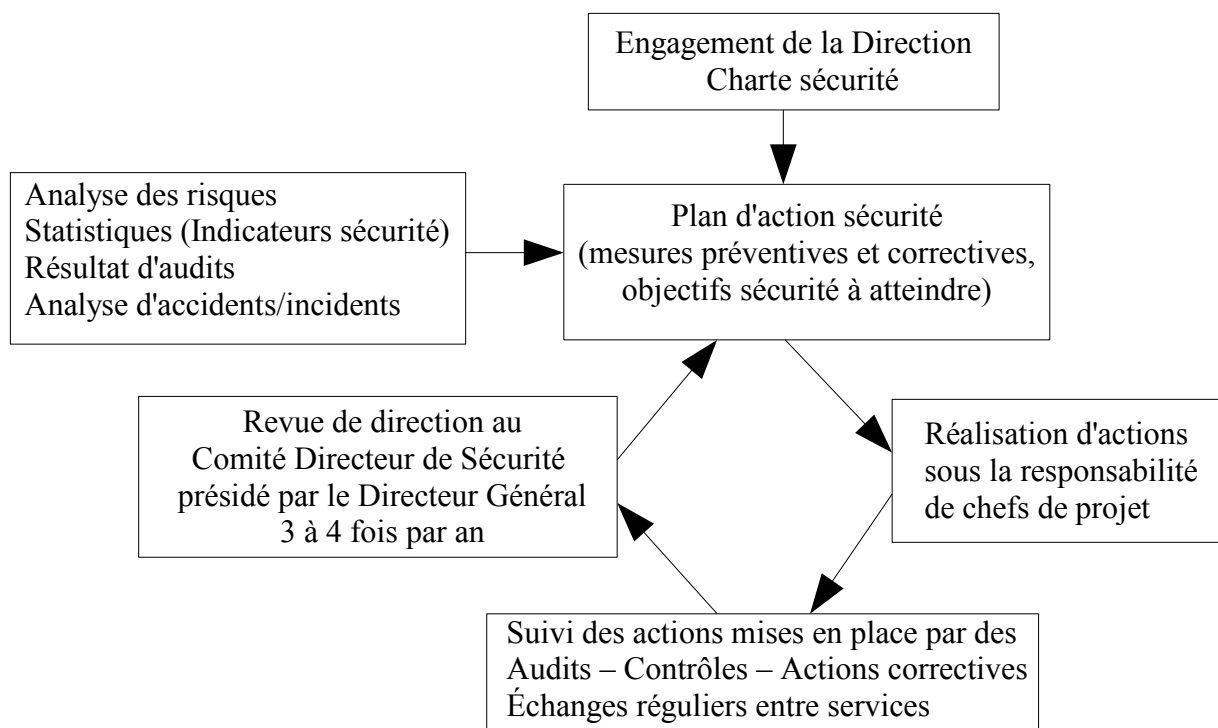 Engagement de la Direction
Charte sécurité
Analyse des risques
Statistiques (Indicateurs sécurité)
Résultat d'audits
Analyse d'accidents/incidents
Plan d'action sécurité
(mesures préventives et correctives,
objectifs sécurité à atteindre)
Revue de direction au
Comité Directeur de Sécurité
présidé par le Directeur Général
3 à 4 fois par an
Réalisation d'actions
sous la responsabilité
de chefs de projet
Suivi des actions mises en place par des
Audits – Contrôles – Actions correctives
Échanges réguliers entre services